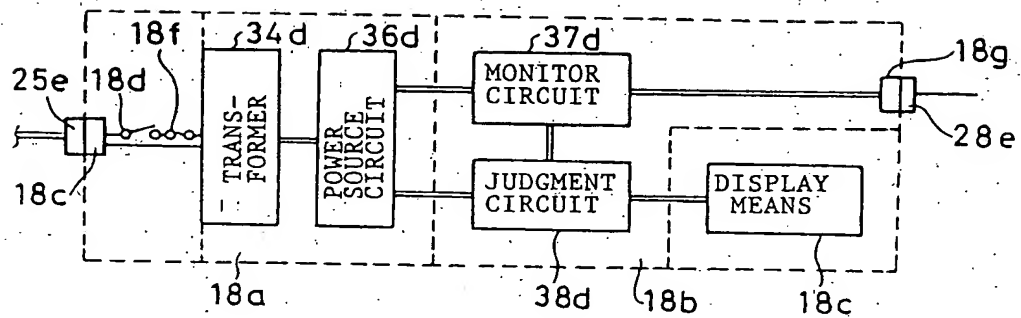 18f
34d
36d
37d
18g
25e
18d
MONITOR
CIRCUIT
TRANS-
FORMER
POWER
SOURCE
CIRCUIT
28e
18c
JUDGMENT
CIRCUIT
DISPLAY
MEANS
18a
38d
18b
18c